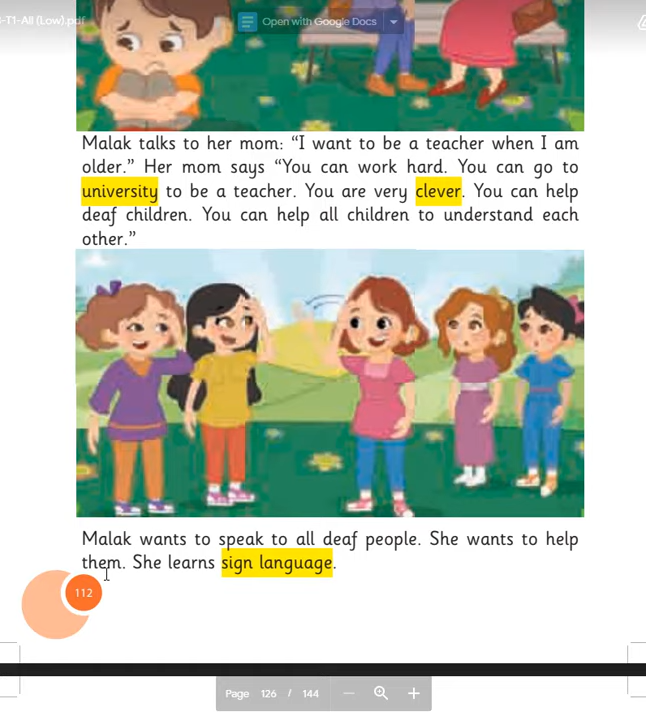 -T1-All (Low).pdf
Open with Google Docs
Malak talks to her mom: “I want to be a teacher when I am
older.” Her mom says “You can work hard. You can go to
university to be a teacher. You are very clever. You can help
deaf children. You can help all children to understand each
other.”
Malak wants to speak to all deaf people. She wants to help
them. She learns sign language.
112
Page 126 / 144